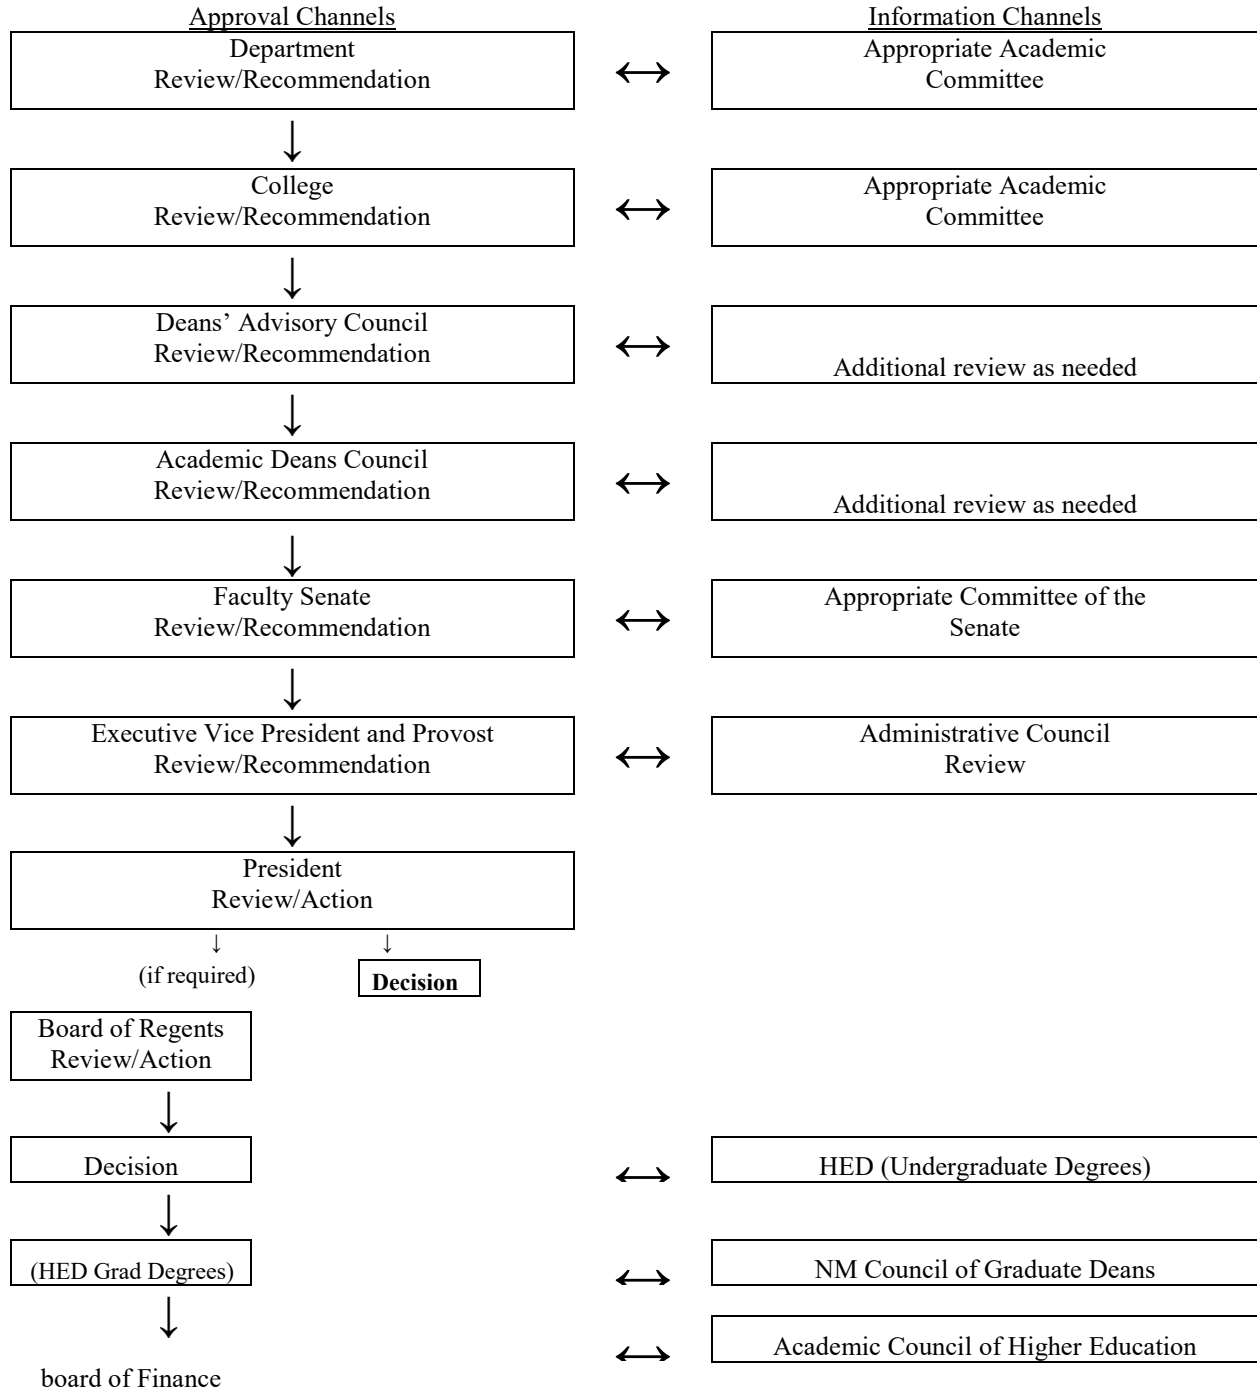 Approval Channels
Information Channels
Department
Review/Recommendation
Appropriate Academic
Committee
College
Review/Recommendation
Appropriate Academic
Committee
Deans’ Advisory Council
Review/Recommendation
Additional review as needed
Academic Deans Council
Review/Recommendation
Additional review as needed
Faculty Senate
Review/Recommendation
Appropriate Committee of the
Senate
Executive Vice President and Provost
Review/Recommendation
Administrative Council
Review
President
Review/Action
(if required)
Decision
Board of Regents
Review/Action
Decision
HED (Undergraduate Degrees)
(HED Grad Degrees)
NM Council of Graduate Deans
Academic Council of Higher Education
board of Finance